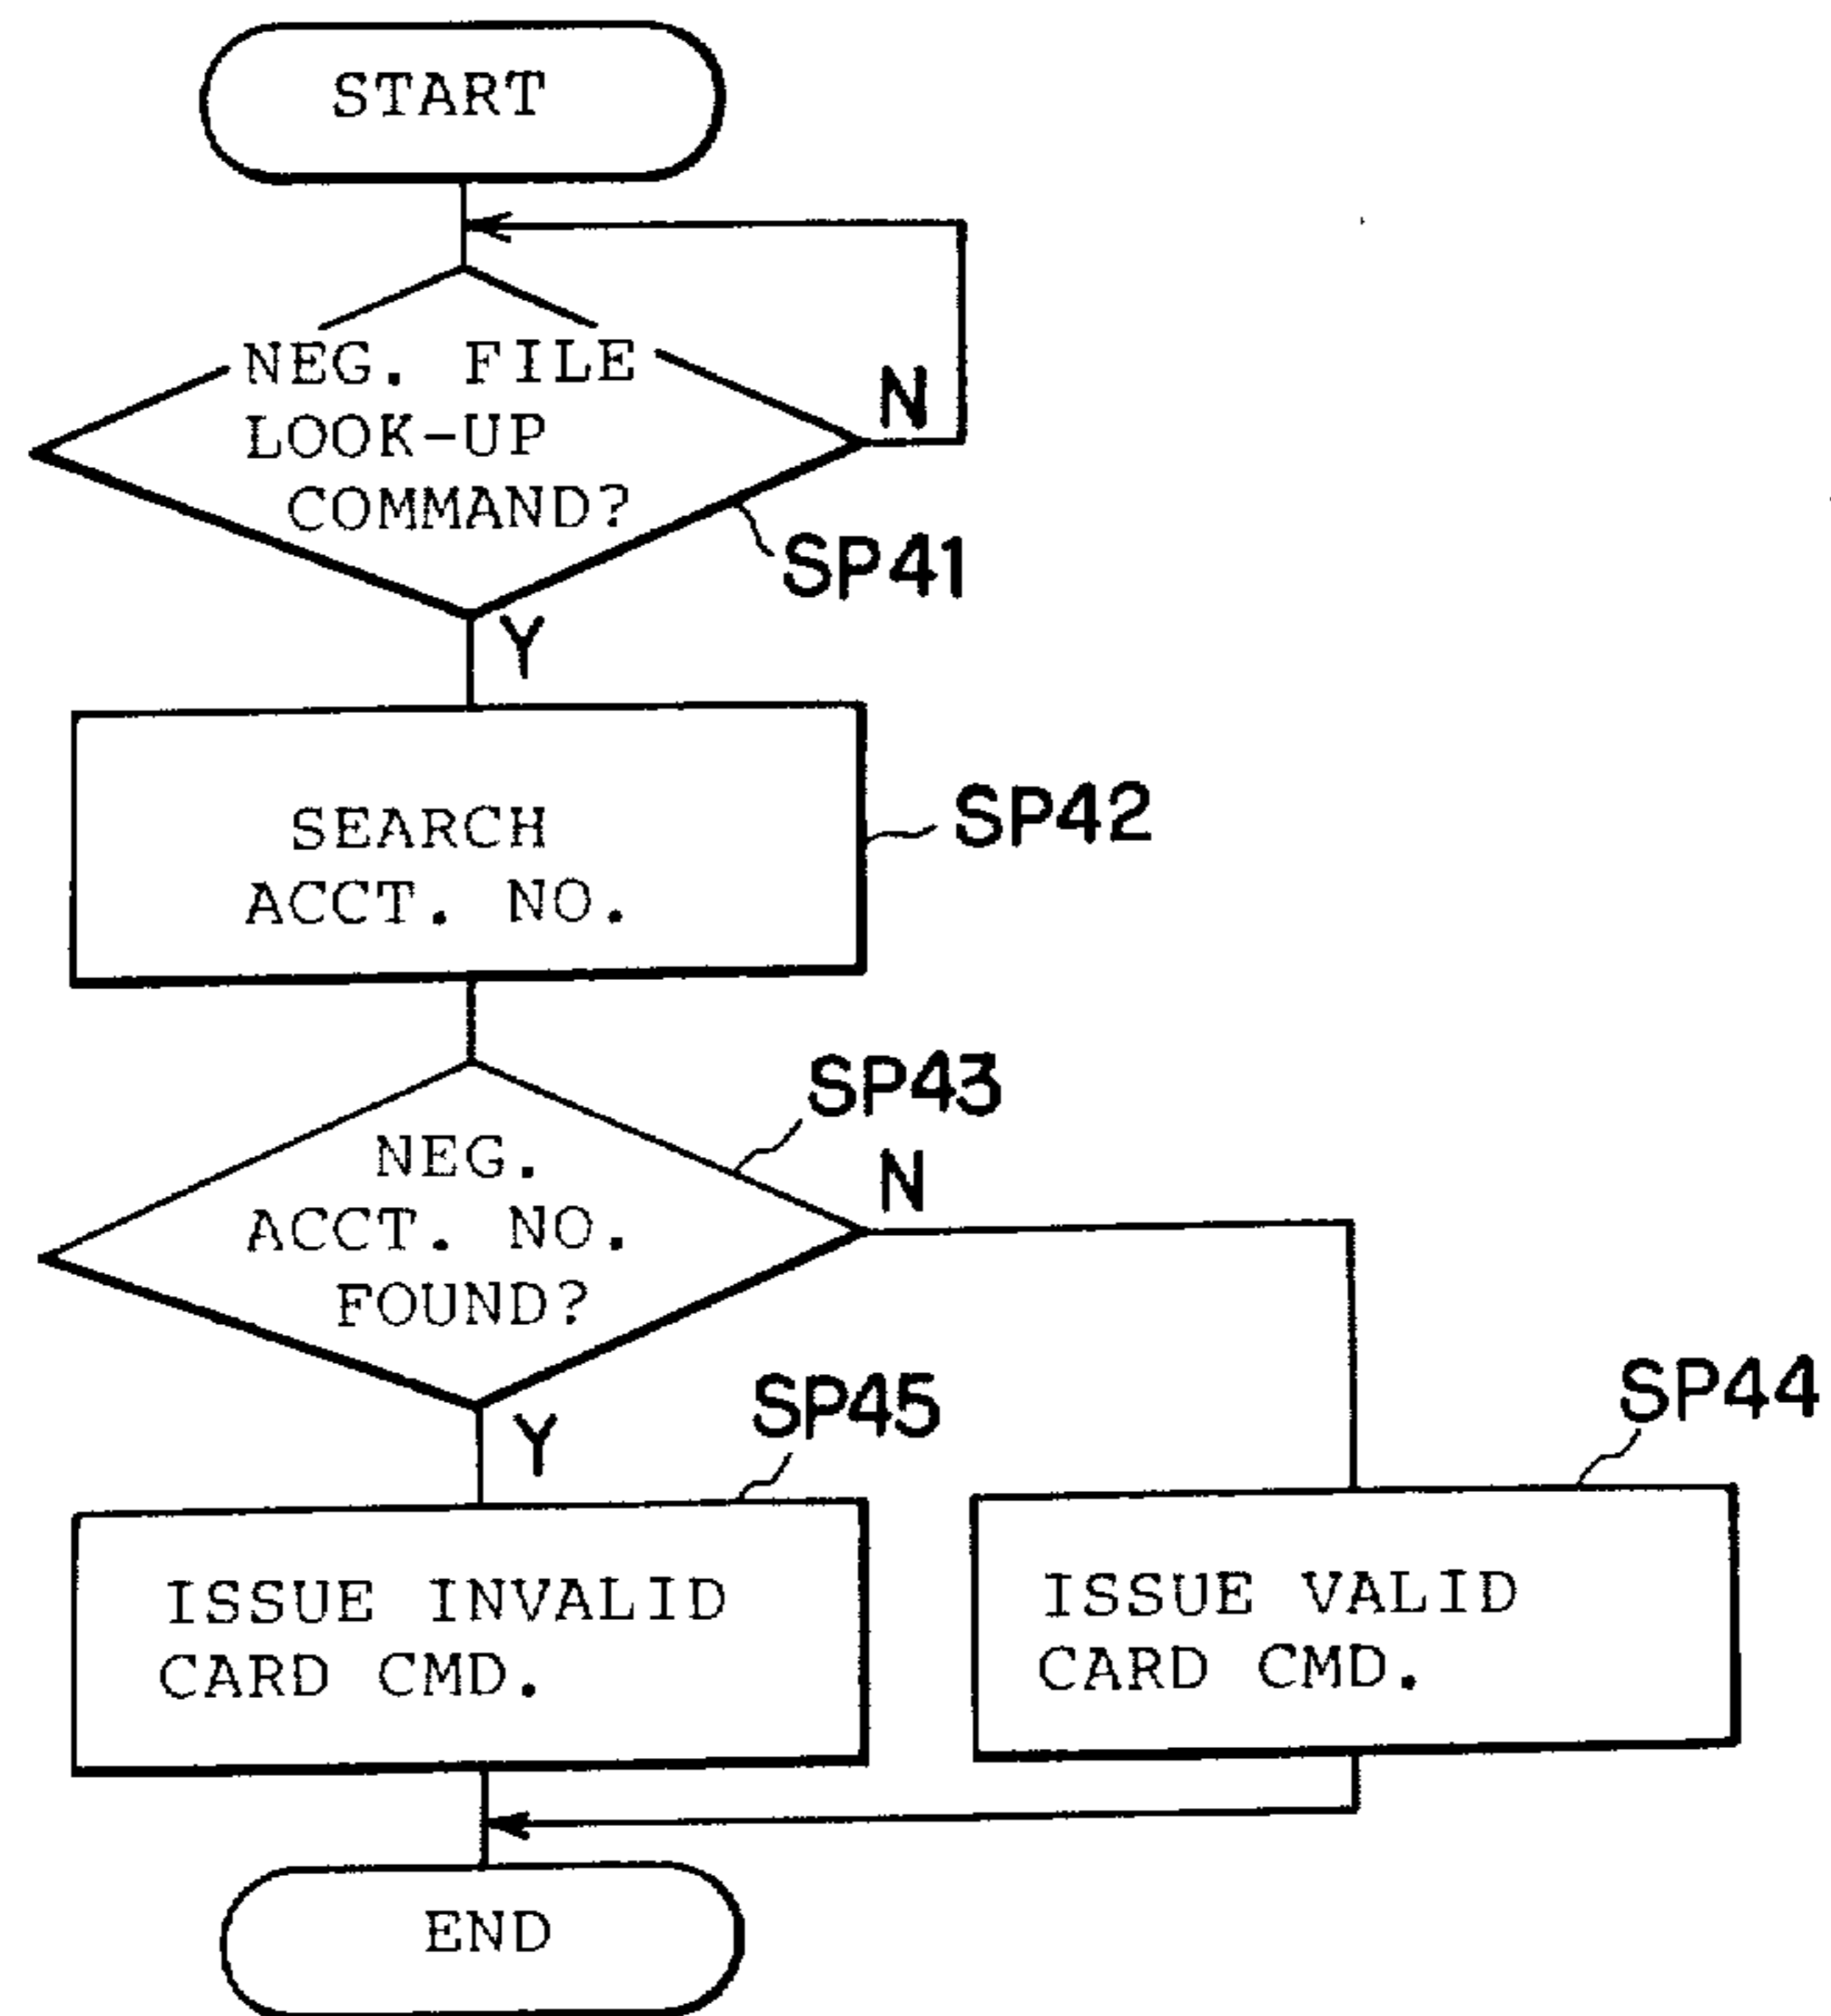 START
NEG. FILE
LOOK-UP
COMMAND?
N
SP41
Y
SEARCH
ACCT. NO.
SP42
SP43
NEG.
ACCT. NO.
FOUND?
N
Y
SP45
SP44
ISSUE INVALID
CARD CMD.
ISSUE VALID
CARD CMD.
END